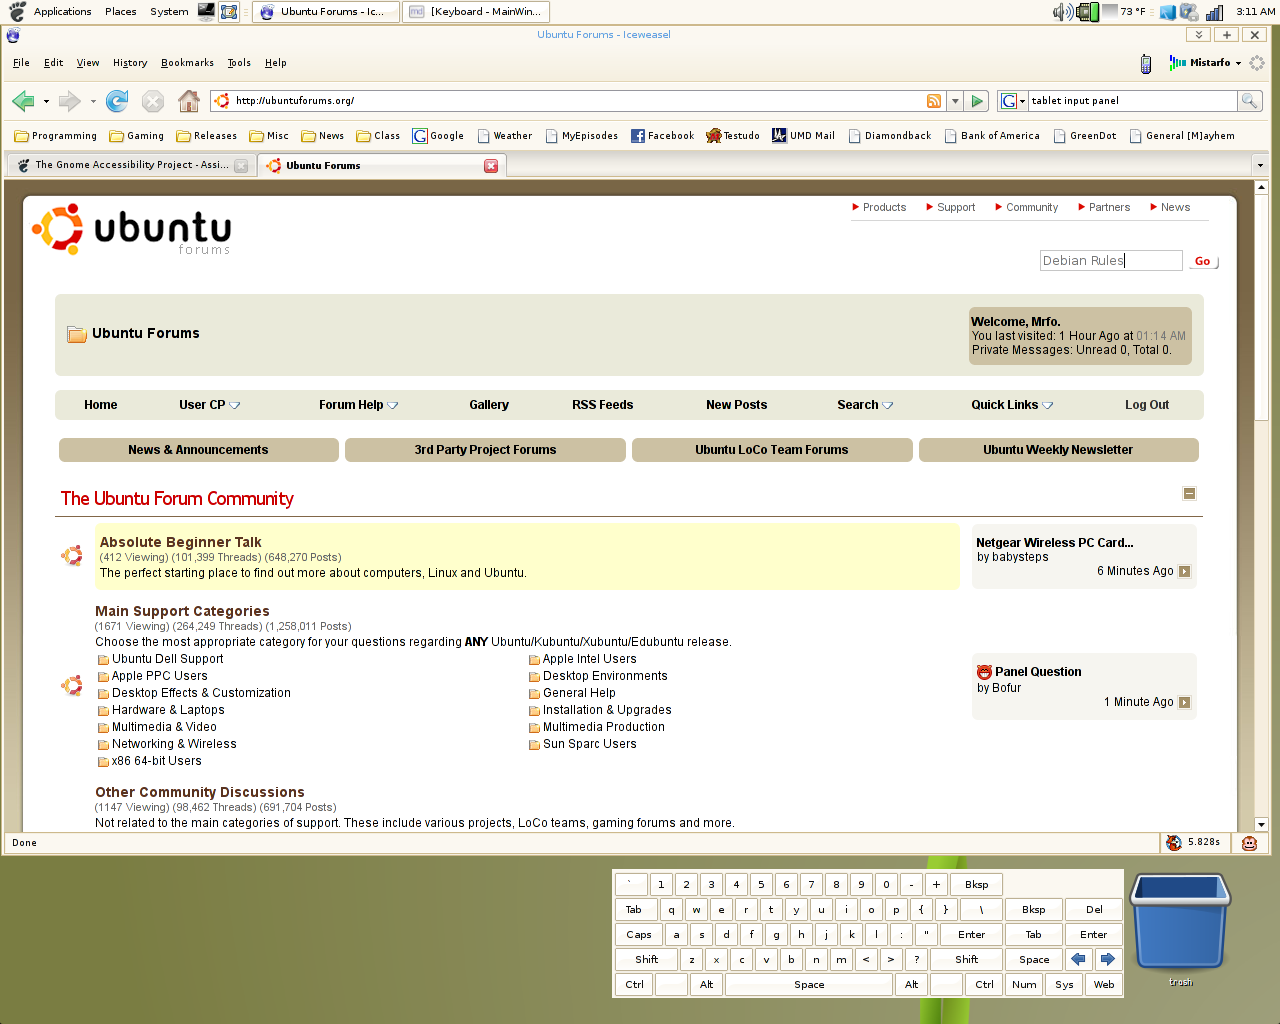 Applications Places System Ubuntu Forums - Ic... [Keyboard - MainWin... 73 °F 3:11 AM
Ubuntu Forums - Iceweasel
File Edit View History Bookmarks Tools Help Mistarfo
http://ubuntuforums.org/ G tablet input panel
Programming Gaming Releases Misc News Class Google Weather MyEpisodes Facebook Testudo UMD Mail Diamondback Bank of America GreenDot General [M]ayhem
The Gnome Accessibility Project - Assi... Ubuntu Forums
ubuntu
forums
Products Support Community Partners News
Debian Rules Go
Ubuntu Forums
Welcome, Mrfo.
You last visited: 1 Hour Ago at 01:14 AM
Private Messages: Unread 0, Total 0.
Home User CP Forum Help Gallery RSS Feeds New Posts Search Quick Links Log Out
News & Announcements 3rd Party Project Forums Ubuntu LoCo Team Forums Ubuntu Weekly Newsletter
The Ubuntu Forum Community
Absolute Beginner Talk
(412 Viewing) (101,399 Threads) (648,270 Posts)
The perfect starting place to find out more about computers, Linux and Ubuntu.
Netgear Wireless PC Card...
by babysteps
6 Minutes Ago
Main Support Categories
(1671 Viewing) (264,249 Threads) (1,258,011 Posts)
Choose the most appropriate category for your questions regarding ANY Ubuntu/Kubuntu/Xubuntu/Edubuntu release.
Ubuntu Dell Support Apple Intel Users
Apple PPC Users Desktop Environments
Desktop Effects & Customization General Help
Hardware & Laptops Installation & Upgrades
Multimedia & Video Multimedia Production
Networking & Wireless Sun Sparc Users
x86 64-bit Users
Panel Question
by Bofur
1 Minute Ago
Other Community Discussions
(1147 Viewing) (98,462 Threads) (691,704 Posts)
Not related to the main categories of support. These include various projects, LoCo teams, gaming forums and more.
Done 5.828s
` 1 2 3 4 5 6 7 8 9 0 - + Bksp
Tab q w e r t y u i o p { } \ Bksp Del
Caps a s d f g h j k l : " Enter Tab Enter
Shift z x c v b n m < > ? Shift Space
Ctrl Alt Space Alt Ctrl Num Sys Web
trash